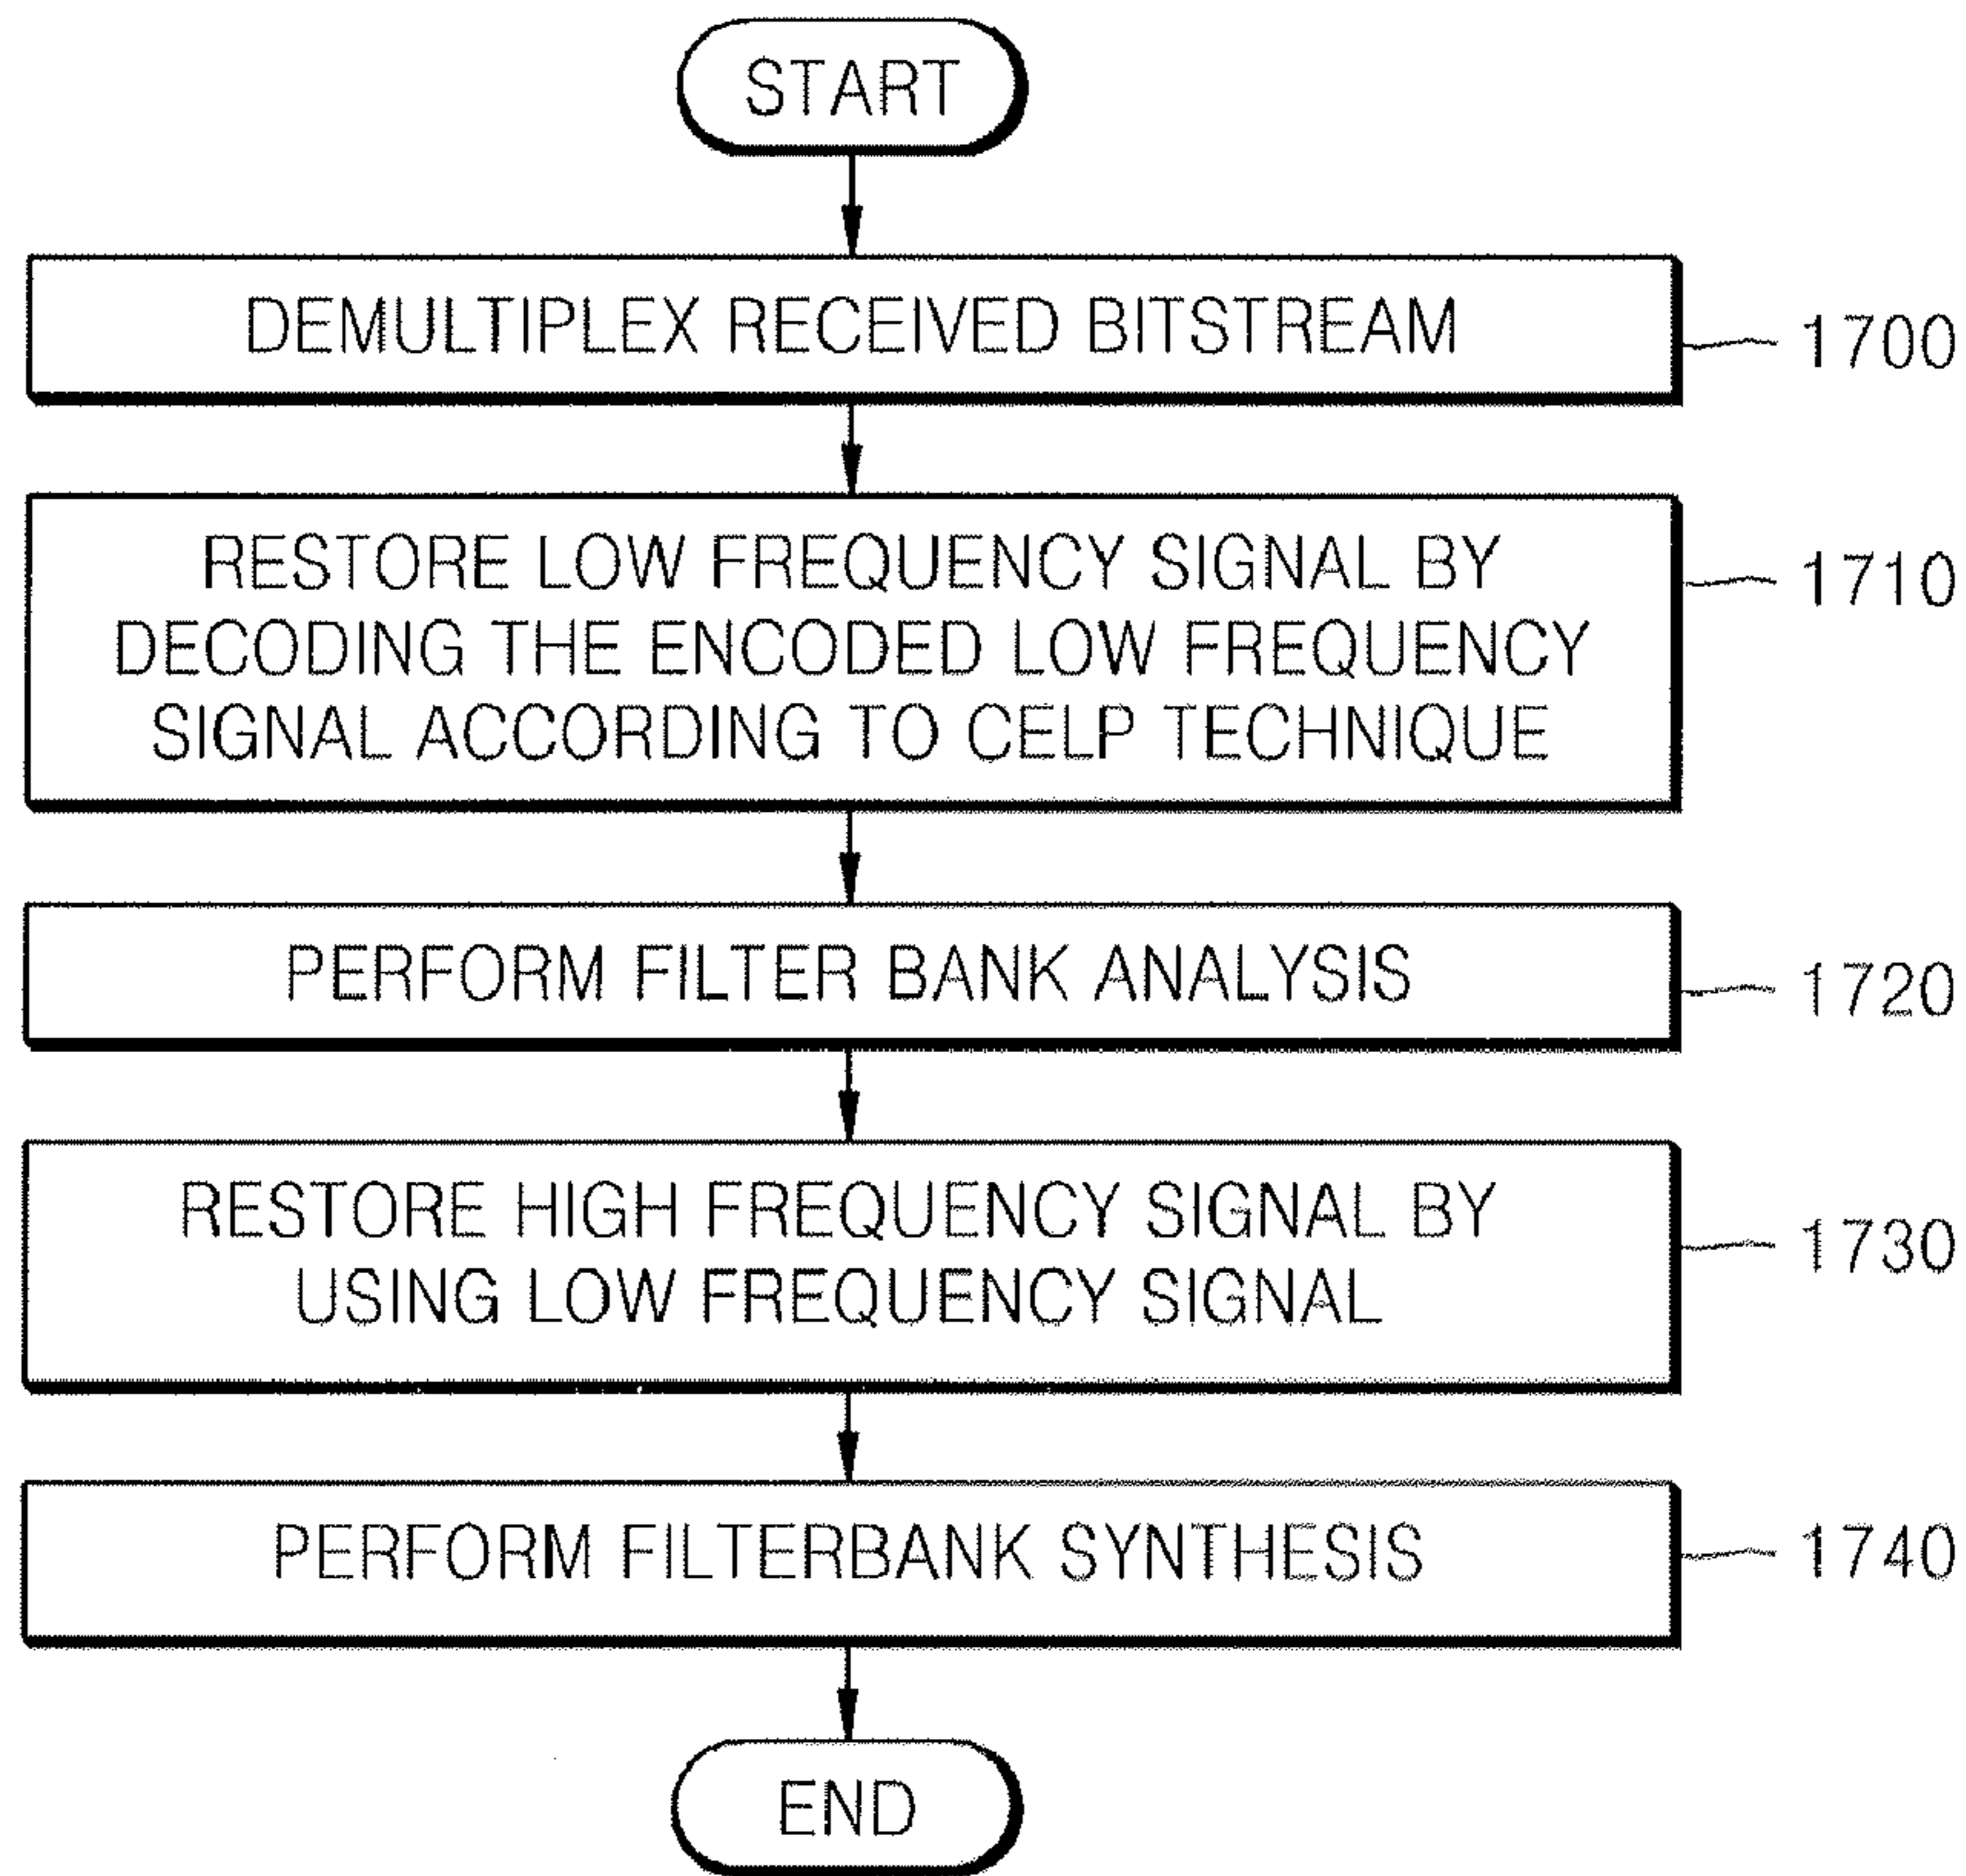 START
DEMULTIPLEX RECEIVED BITSTREAM
1700
RESTORE LOW FREQUENCY SIGNAL BY
DECODING THE ENCODED LOW FREQUENCY
SIGNAL ACCORDING TO CELP TECHNIQUE
1710
PERFORM FILTER BANK ANALYSIS
1720
RESTORE HIGH FREQUENCY SIGNAL BY
USING LOW FREQUENCY SIGNAL
1730
PERFORM FILTERBANK SYNTHESIS
1740
END